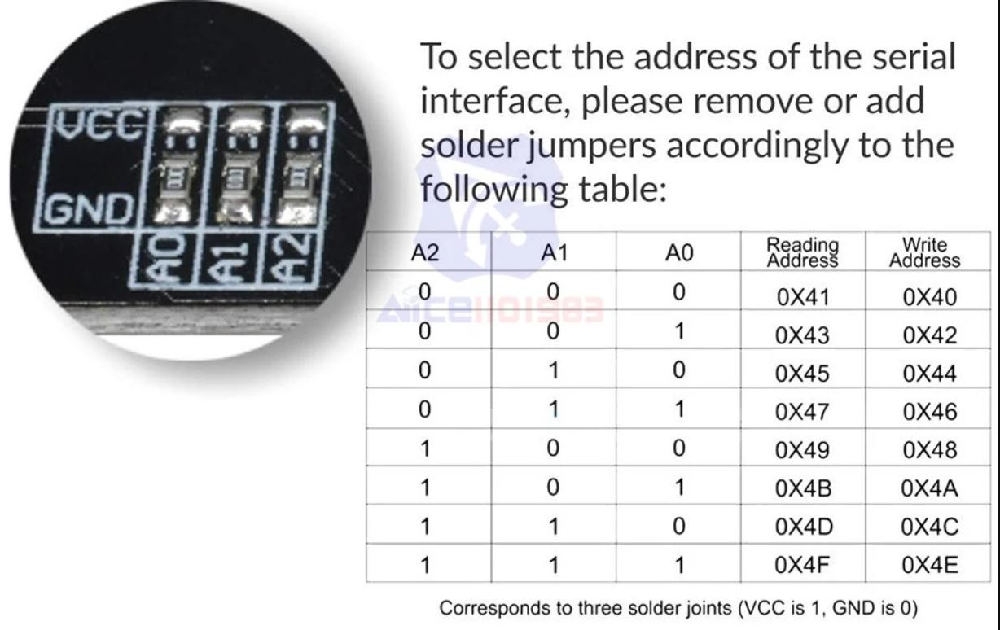 VCC
GND
A0 A1 A2
To select the address of the serial
interface, please remove or add
solder jumpers accordingly to the
following table:
Alice1101983
A2 A1 A0 Reading Address Write Address
0 0 0 0X41 0X40
0 0 1 0X43 0X42
0 1 0 0X45 0X44
0 1 1 0X47 0X46
1 0 0 0X49 0X48
1 0 1 0X4B 0X4A
1 1 0 0X4D 0X4C
1 1 1 0X4F 0X4E
Corresponds to three solder joints (VCC is 1, GND is 0)